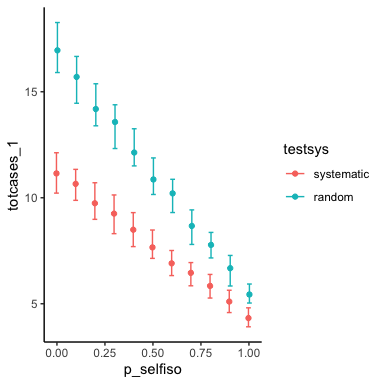 15
10
5
totcases_1
0.00 0.25 0.50 0.75 1.00
p_selfiso
testsys
systematic
random